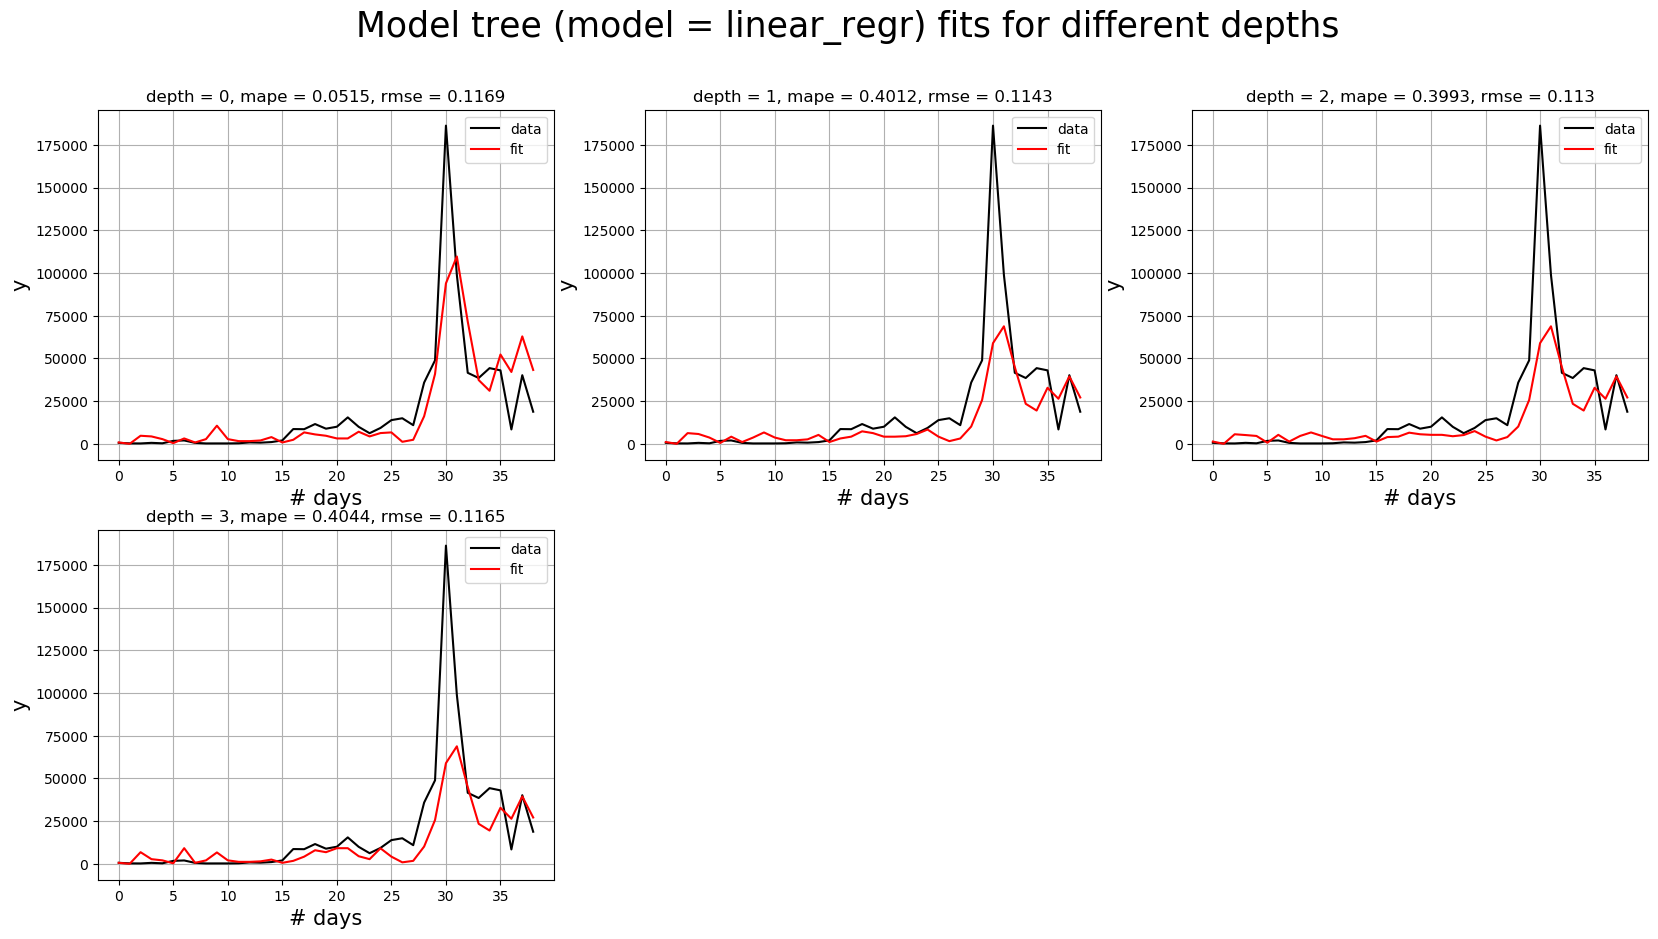 Model tree (model = linear_regr) fits for different depths
depth = 0, mape = 0.0515, rmse = 0.1169
data
fit
175000
150000
125000
100000
75000
50000
25000
0
y
0 5 10 15 20 25 30 35
# days
depth = 1, mape = 0.4012, rmse = 0.1143
data
fit
175000
150000
125000
100000
75000
50000
25000
0
y
0 5 10 15 20 25 30 35
# days
depth = 2, mape = 0.3993, rmse = 0.113
data
fit
175000
150000
125000
100000
75000
50000
25000
0
y
0 5 10 15 20 25 30 35
# days
depth = 3, mape = 0.4044, rmse = 0.1165
data
fit
175000
150000
125000
100000
75000
50000
25000
0
y
0 5 10 15 20 25 30 35
# days